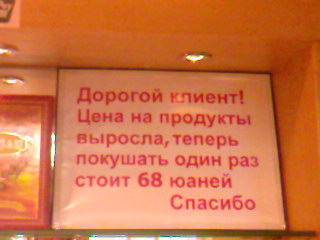 Дорогой клиент!
Цена на продукты
выросла, теперь
покушать один раз
стоит 68 юаней
Спасибо